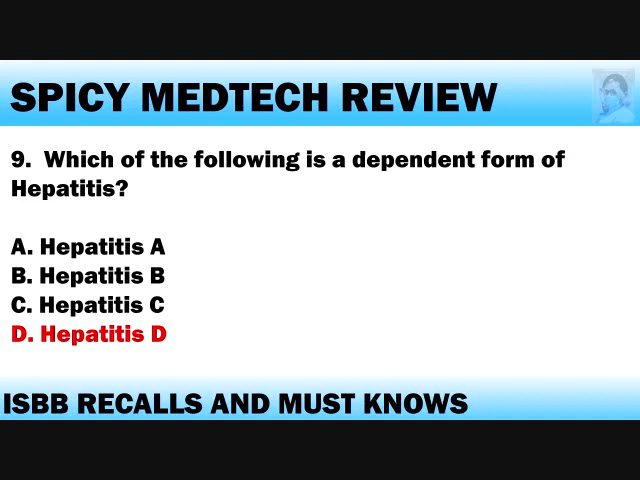 SPICY MEDTECH REVIEW
9. Which of the following is a dependent form of
Hepatitis?
A. Hepatitis A
B. Hepatitis B
C. Hepatitis C
D. Hepatitis D
ISBB RECALLS AND MUST KNOWS